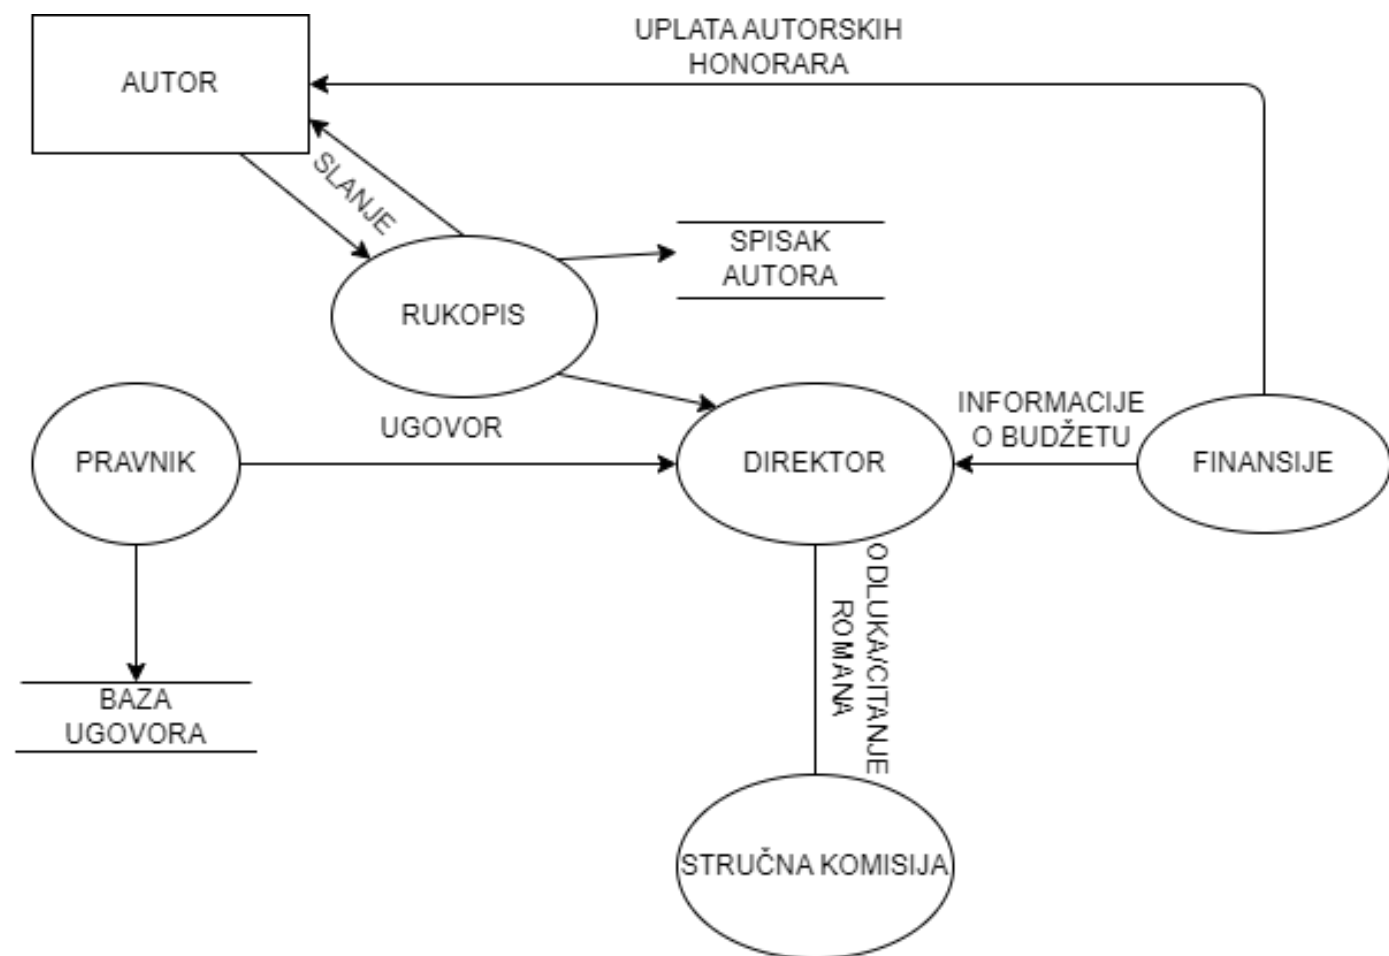 UPLATA AUTORSKIH
HONORARA
AUTOR
SLANJE
SPISAK
AUTORA
RUKOPIS
UGOVOR
INFORMACIJE
O BUDŽETU
PRAVNIK
DIREKTOR
FINANSIJE
ODLUKA/CITANJE
ROMANA
BAZA
UGOVORA
STRUČNA KOMISIJA